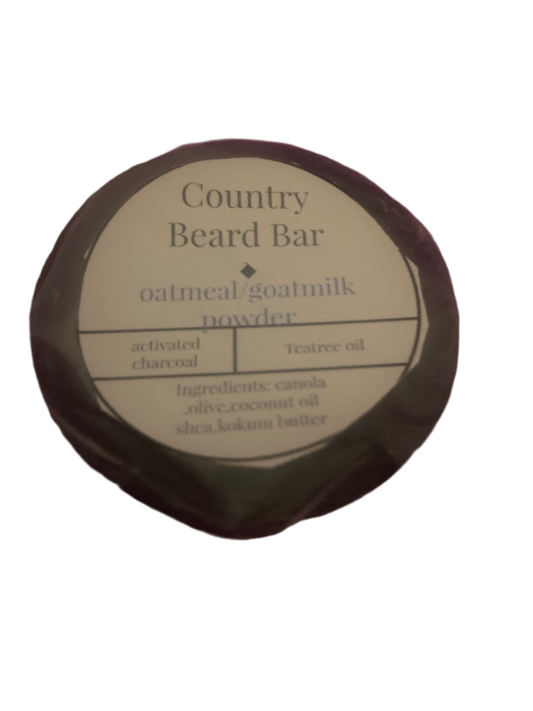 Country
Beard Bar
oatmeal/goatmilk
powder
activated
charcoal
Teatree oil
Ingredients: canola
,olive,coconut oil
shea,kokum butter